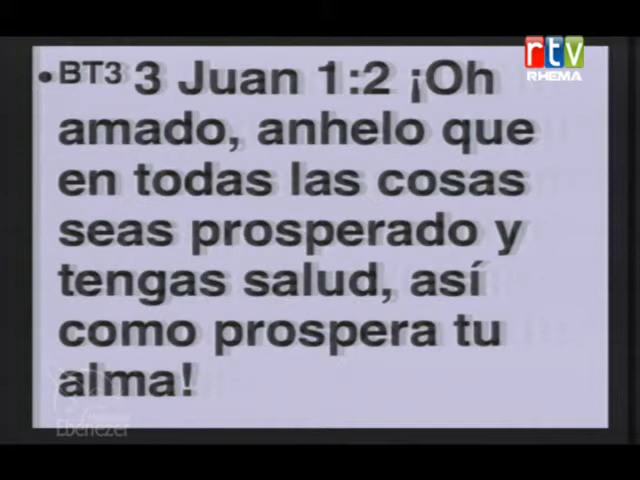 rtv
RHEMA
• BT3 3 Juan 1:2 ¡Oh
amado, anhelo que
en todas las cosas
seas prosperado y
tengas salud, así
como prospera tu
alma!
Ebenezer